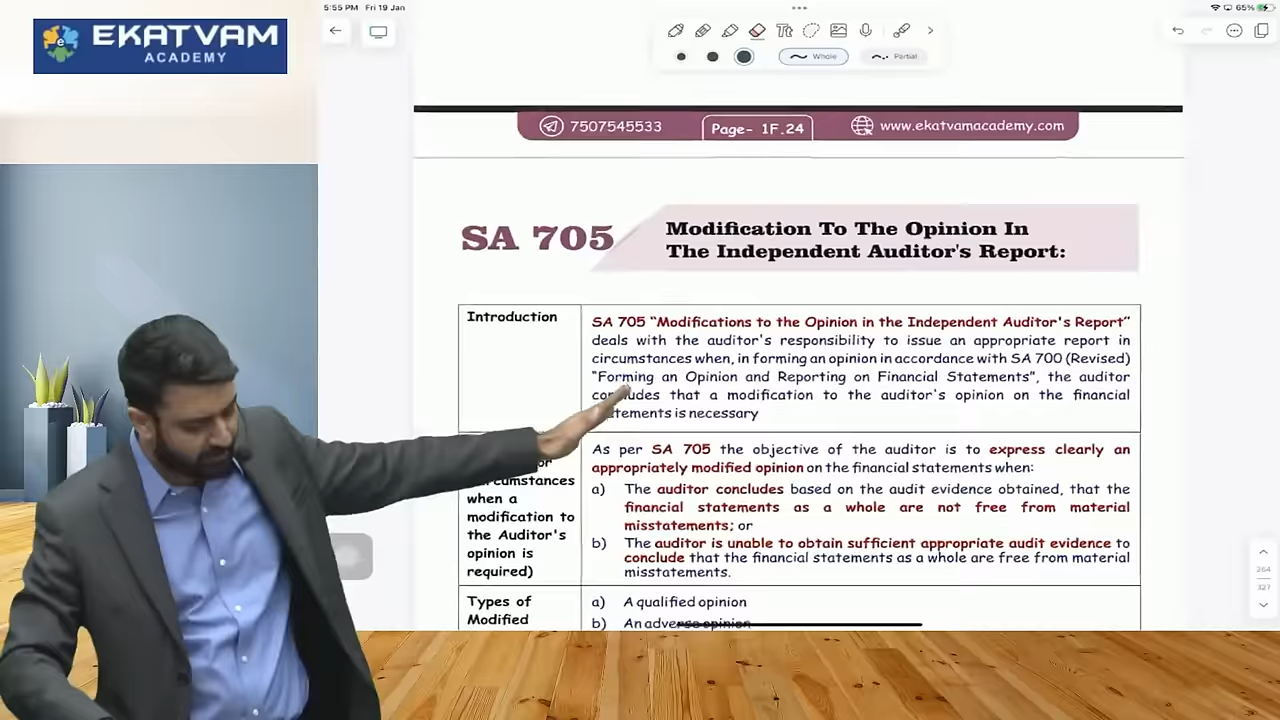 5:55 PM Fri 19 Jan
65%
EKATVAM
ACADEMY
Tt
Whole
Partial
7507545533
Page- 1F.24
www.ekatvamacademy.com
SA 705
Modification To The Opinion In
The Independent Auditor's Report:
Introduction
SA 705 “Modifications to the Opinion in the Independent Auditor's Report”
deals with the auditor's responsibility to issue an appropriate report in
circumstances when, in forming an opinion in accordance with SA 700 (Revised)
“Forming an Opinion and Reporting on Financial Statements”, the auditor
that a modification to the auditor's opinion on the financial
is necessary
when a
modification to
the Auditor's
opinion is
required)
As per SA 705 the objective of the auditor is to express clearly an
appropriately modified opinion on the financial statements when:
a) The auditor concludes based on the audit evidence obtained, that the
financial statements as a whole are not free from material
misstatements; or
b) The auditor is unable to obtain sufficient appropriate audit evidence to
conclude that the financial statements as a whole are free from material
misstatements.
Types of
Modified
a) A qualified opinion
b) An adverse opinion
264
327